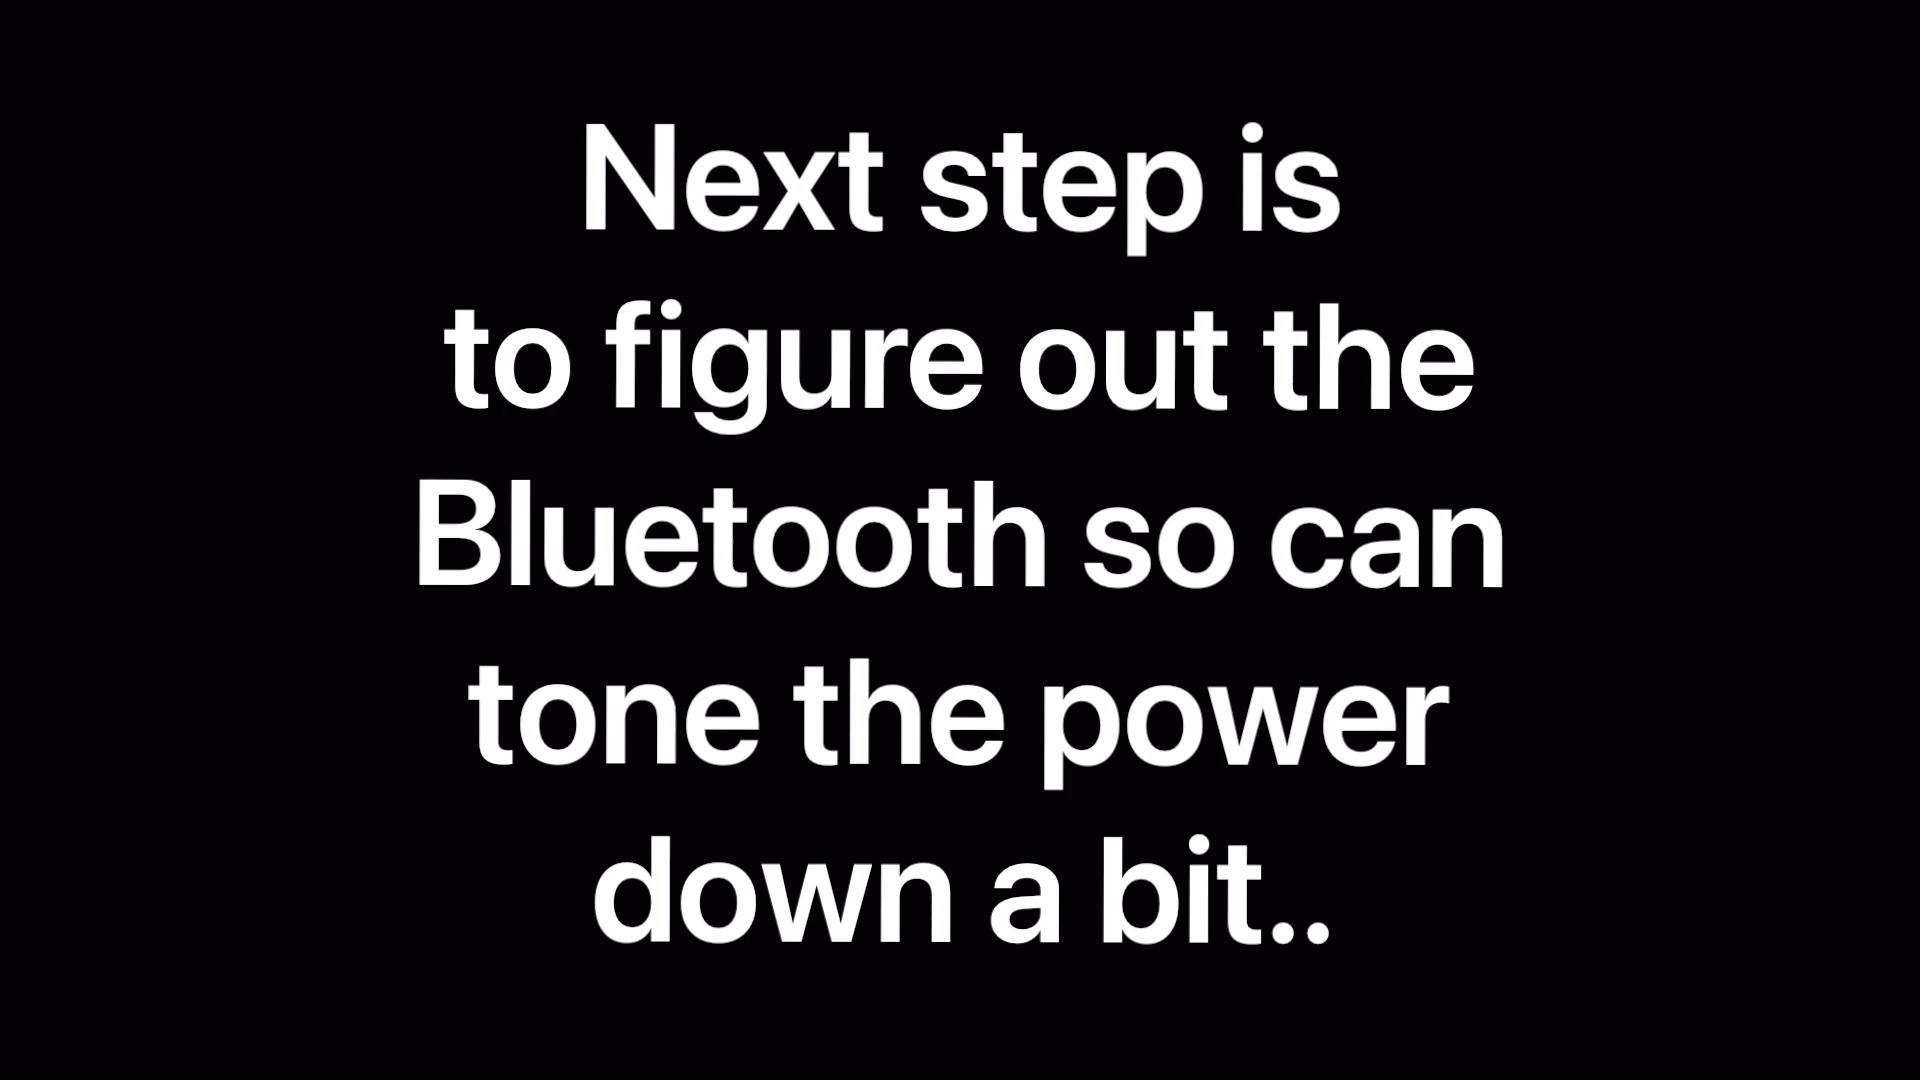 Next step is
to figure out the
Bluetooth so can
tone the power
down a bit..